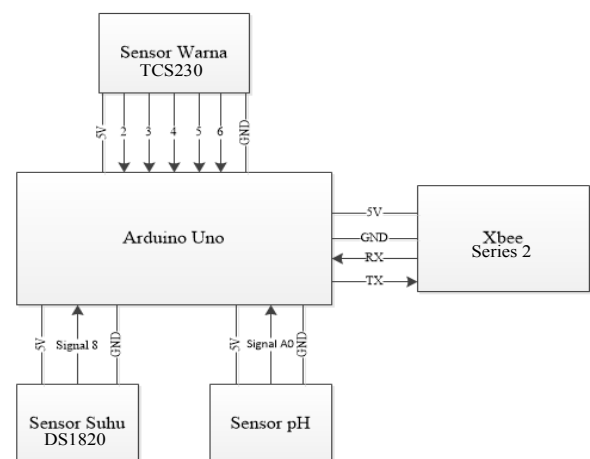 Sensor Warna
TCS230
5V
2
3
4
5
6
GND
Arduino Uno
5V
GND
RX
TX
Xbee
Series 2
5V
Signal 8
GND
5V
Signal A0
GND
Sensor Suhu
DS1820
Sensor pH